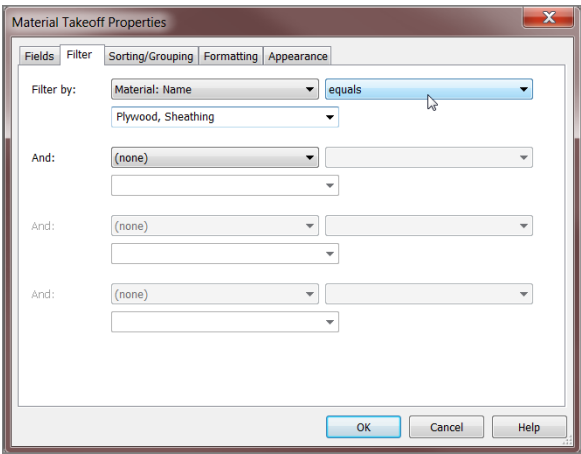 Material Takeoff Properties
Fields Filter Sorting/Grouping Formatting Appearance
Filter by: Material: Name equals
Plywood, Sheathing
And: (none)
And: (none)
And: (none)
OK Cancel Help